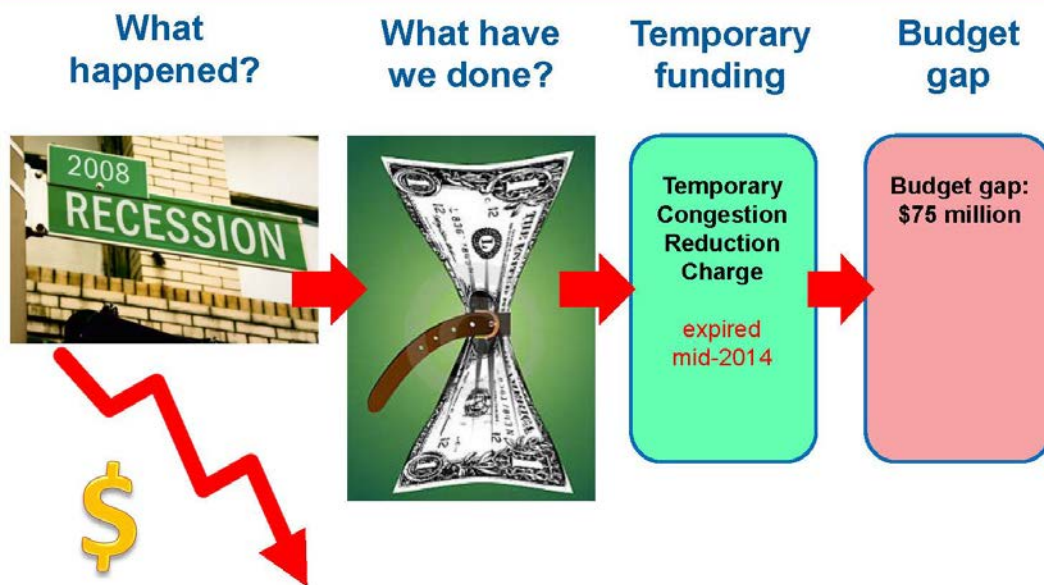 What
happened?
What have
we done?
Temporary
funding
Budget
gap
2008
RECESSION
Temporary
Congestion
Reduction
Charge
expired
mid-2014
Budget gap:
$75 million
$